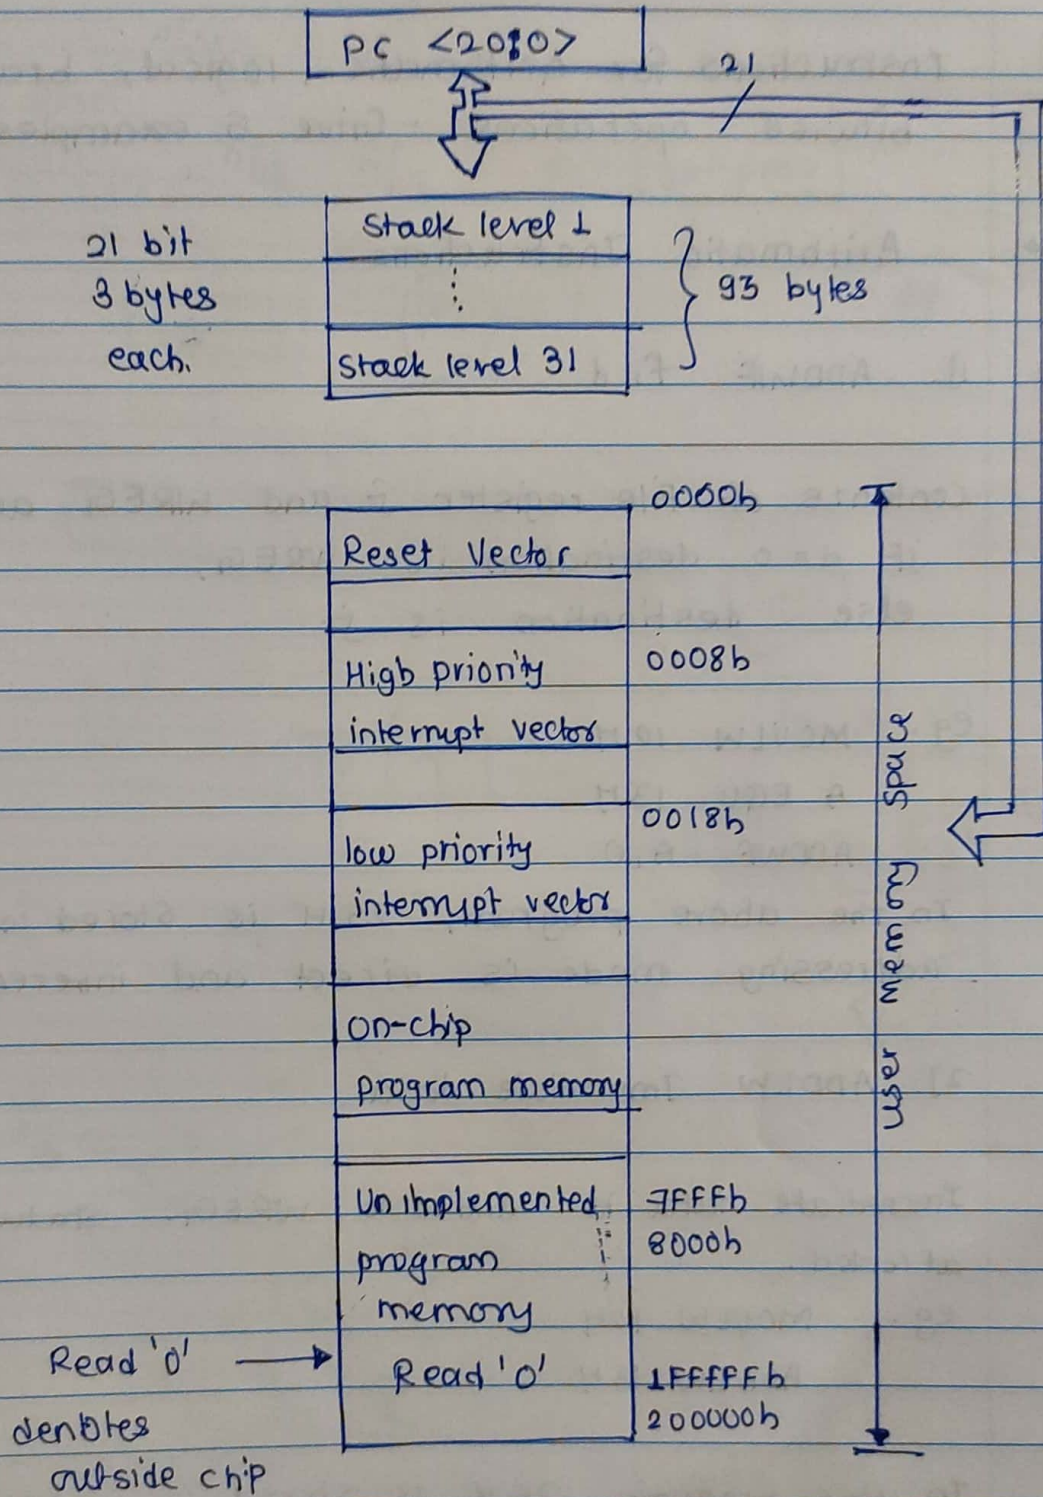 PC <20:0>
21
Stack level 1
21 bit
3 bytes
each.
93 bytes
Stack level 31
0000h
Reset Vector
High priority
interrupt vector
0008h
0018h
low priority
interrupt vector
on-chip
program memory
user memory space
Unimplemented
program
memory
7FFFh
8000h
Read '0'
denotes
outside chip
Read '0'
1FFFFFh
200000h